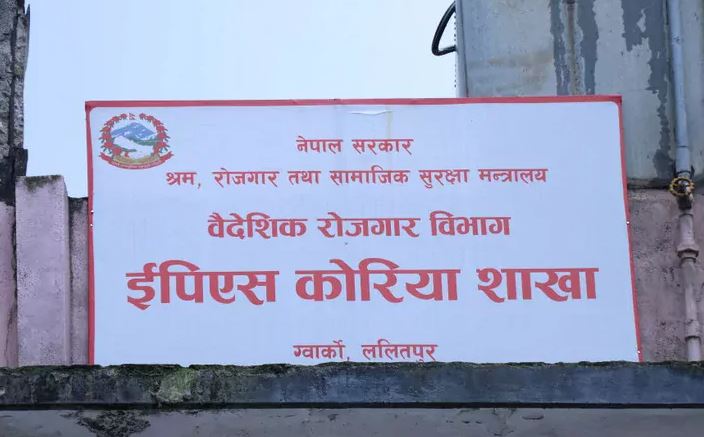 नेपाल सरकार
श्रम, रोजगार तथा सामाजिक सुरक्षा मन्त्रालय
वैदेशिक रोजगार विभाग
ईपिएस कोरिया शाखा
ग्वार्को, ललितपुर